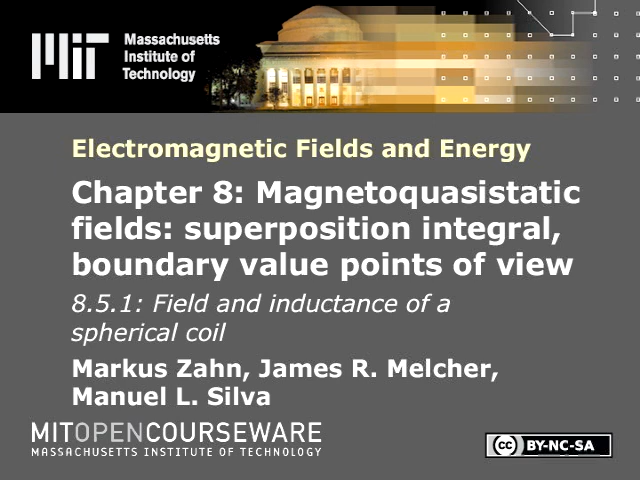 MIT
Massachusetts
Institute of
Technology
Electromagnetic Fields and Energy
Chapter 8: Magnetoquasistatic
fields: superposition integral,
boundary value points of view
8.5.1: Field and inductance of a
spherical coil
Markus Zahn, James R. Melcher,
Manuel L. Silva
MITOPENCOURSEWARE
MASSACHUSETTS INSTITUTE OF TECHNOLOGY
cc BY-NC-SA